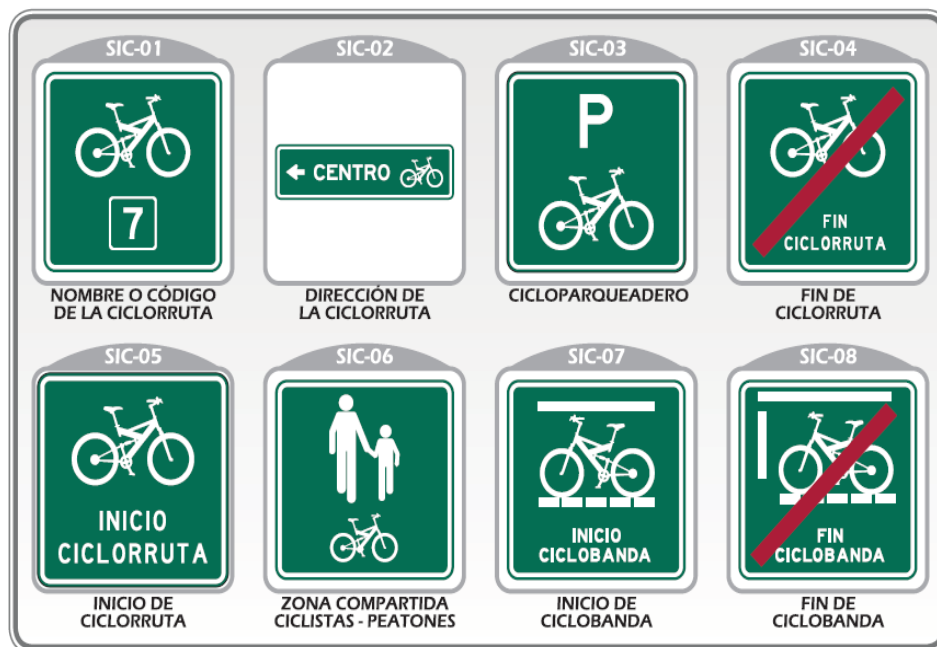 SIC-01
7
NOMBRE O CÓDIGO
DE LA CICLORRUTA
SIC-02
CENTRO
DIRECCIÓN DE
LA CICLORRUTA
SIC-03
P
CICLOPARQUEADERO
SIC-04
FIN
CICLORRUTA
FIN DE
CICLORRUTA
SIC-05
INICIO
CICLORRUTA
INICIO DE
CICLORRUTA
SIC-06
ZONA COMPARTIDA
CICLISTAS - PEATONES
SIC-07
INICIO
CICLOBANDA
INICIO DE
CICLOBANDA
SIC-08
FIN
CICLOBANDA
FIN DE
CICLOBANDA